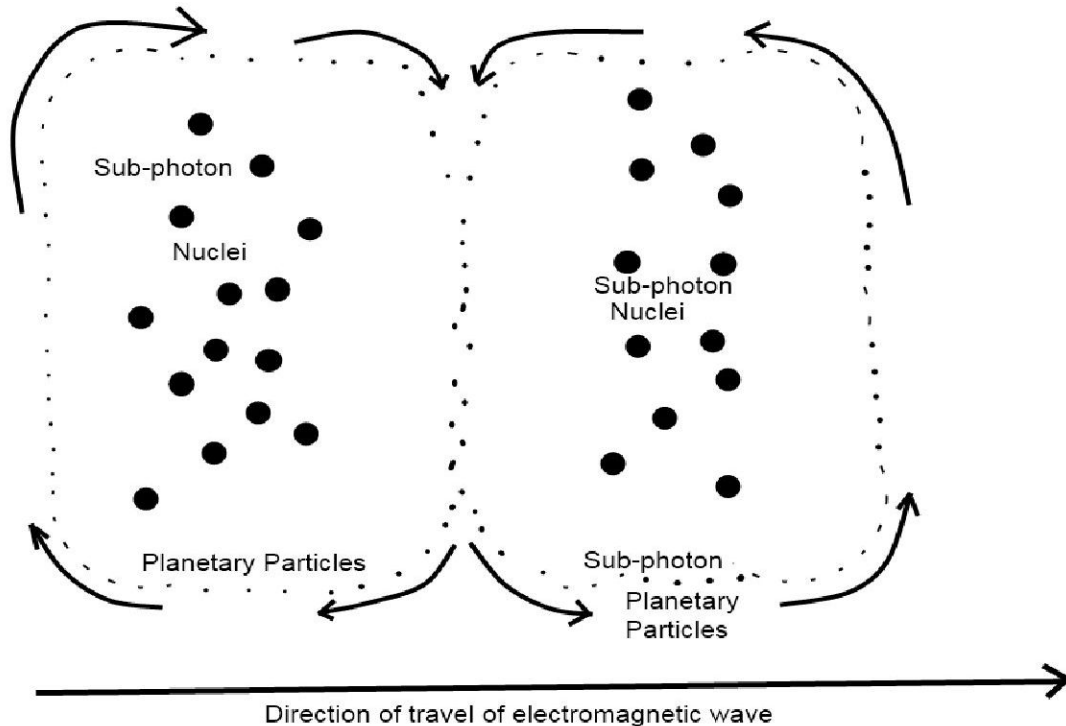 Sub-photon
Nuclei
Planetary Particles
Sub-photon
Nuclei
Sub-photon
Planetary
Particles
Direction of travel of electromagnetic wave